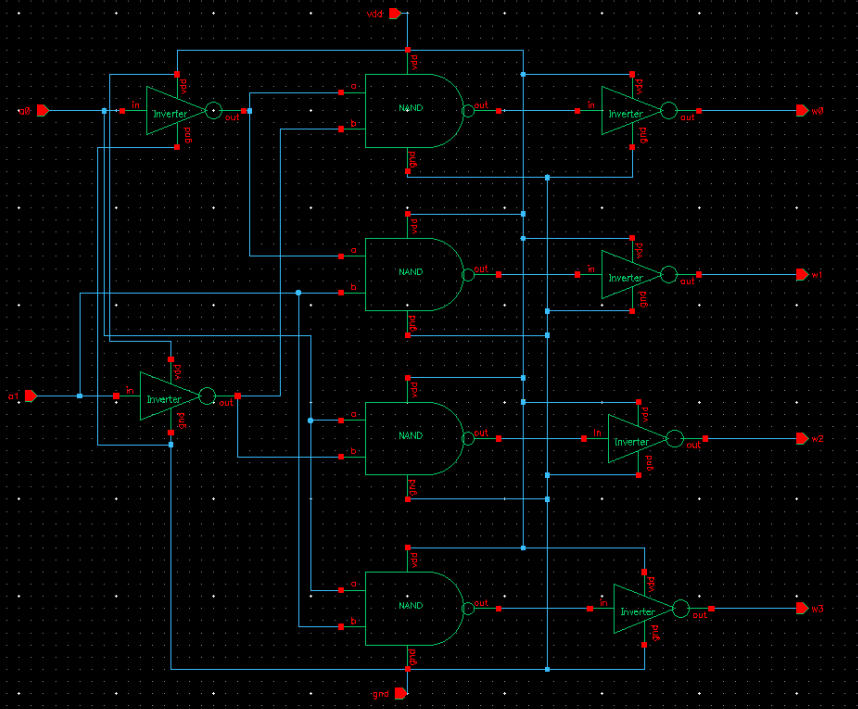 vdd
vdd
vdd
vdd
a0
in
Inverter
out
gnd
a
b
NAND
out
gnd
in
Inverter
out
gnd
w0
vdd
vdd
a
b
NAND
out
gnd
in
Inverter
out
gnd
w1
vdd
vdd
vdd
a1
in
Inverter
out
gnd
a
b
NAND
out
gnd
in
Inverter
out
gnd
w2
vdd
vdd
a
b
NAND
out
gnd
in
Inverter
out
gnd
w3
gnd